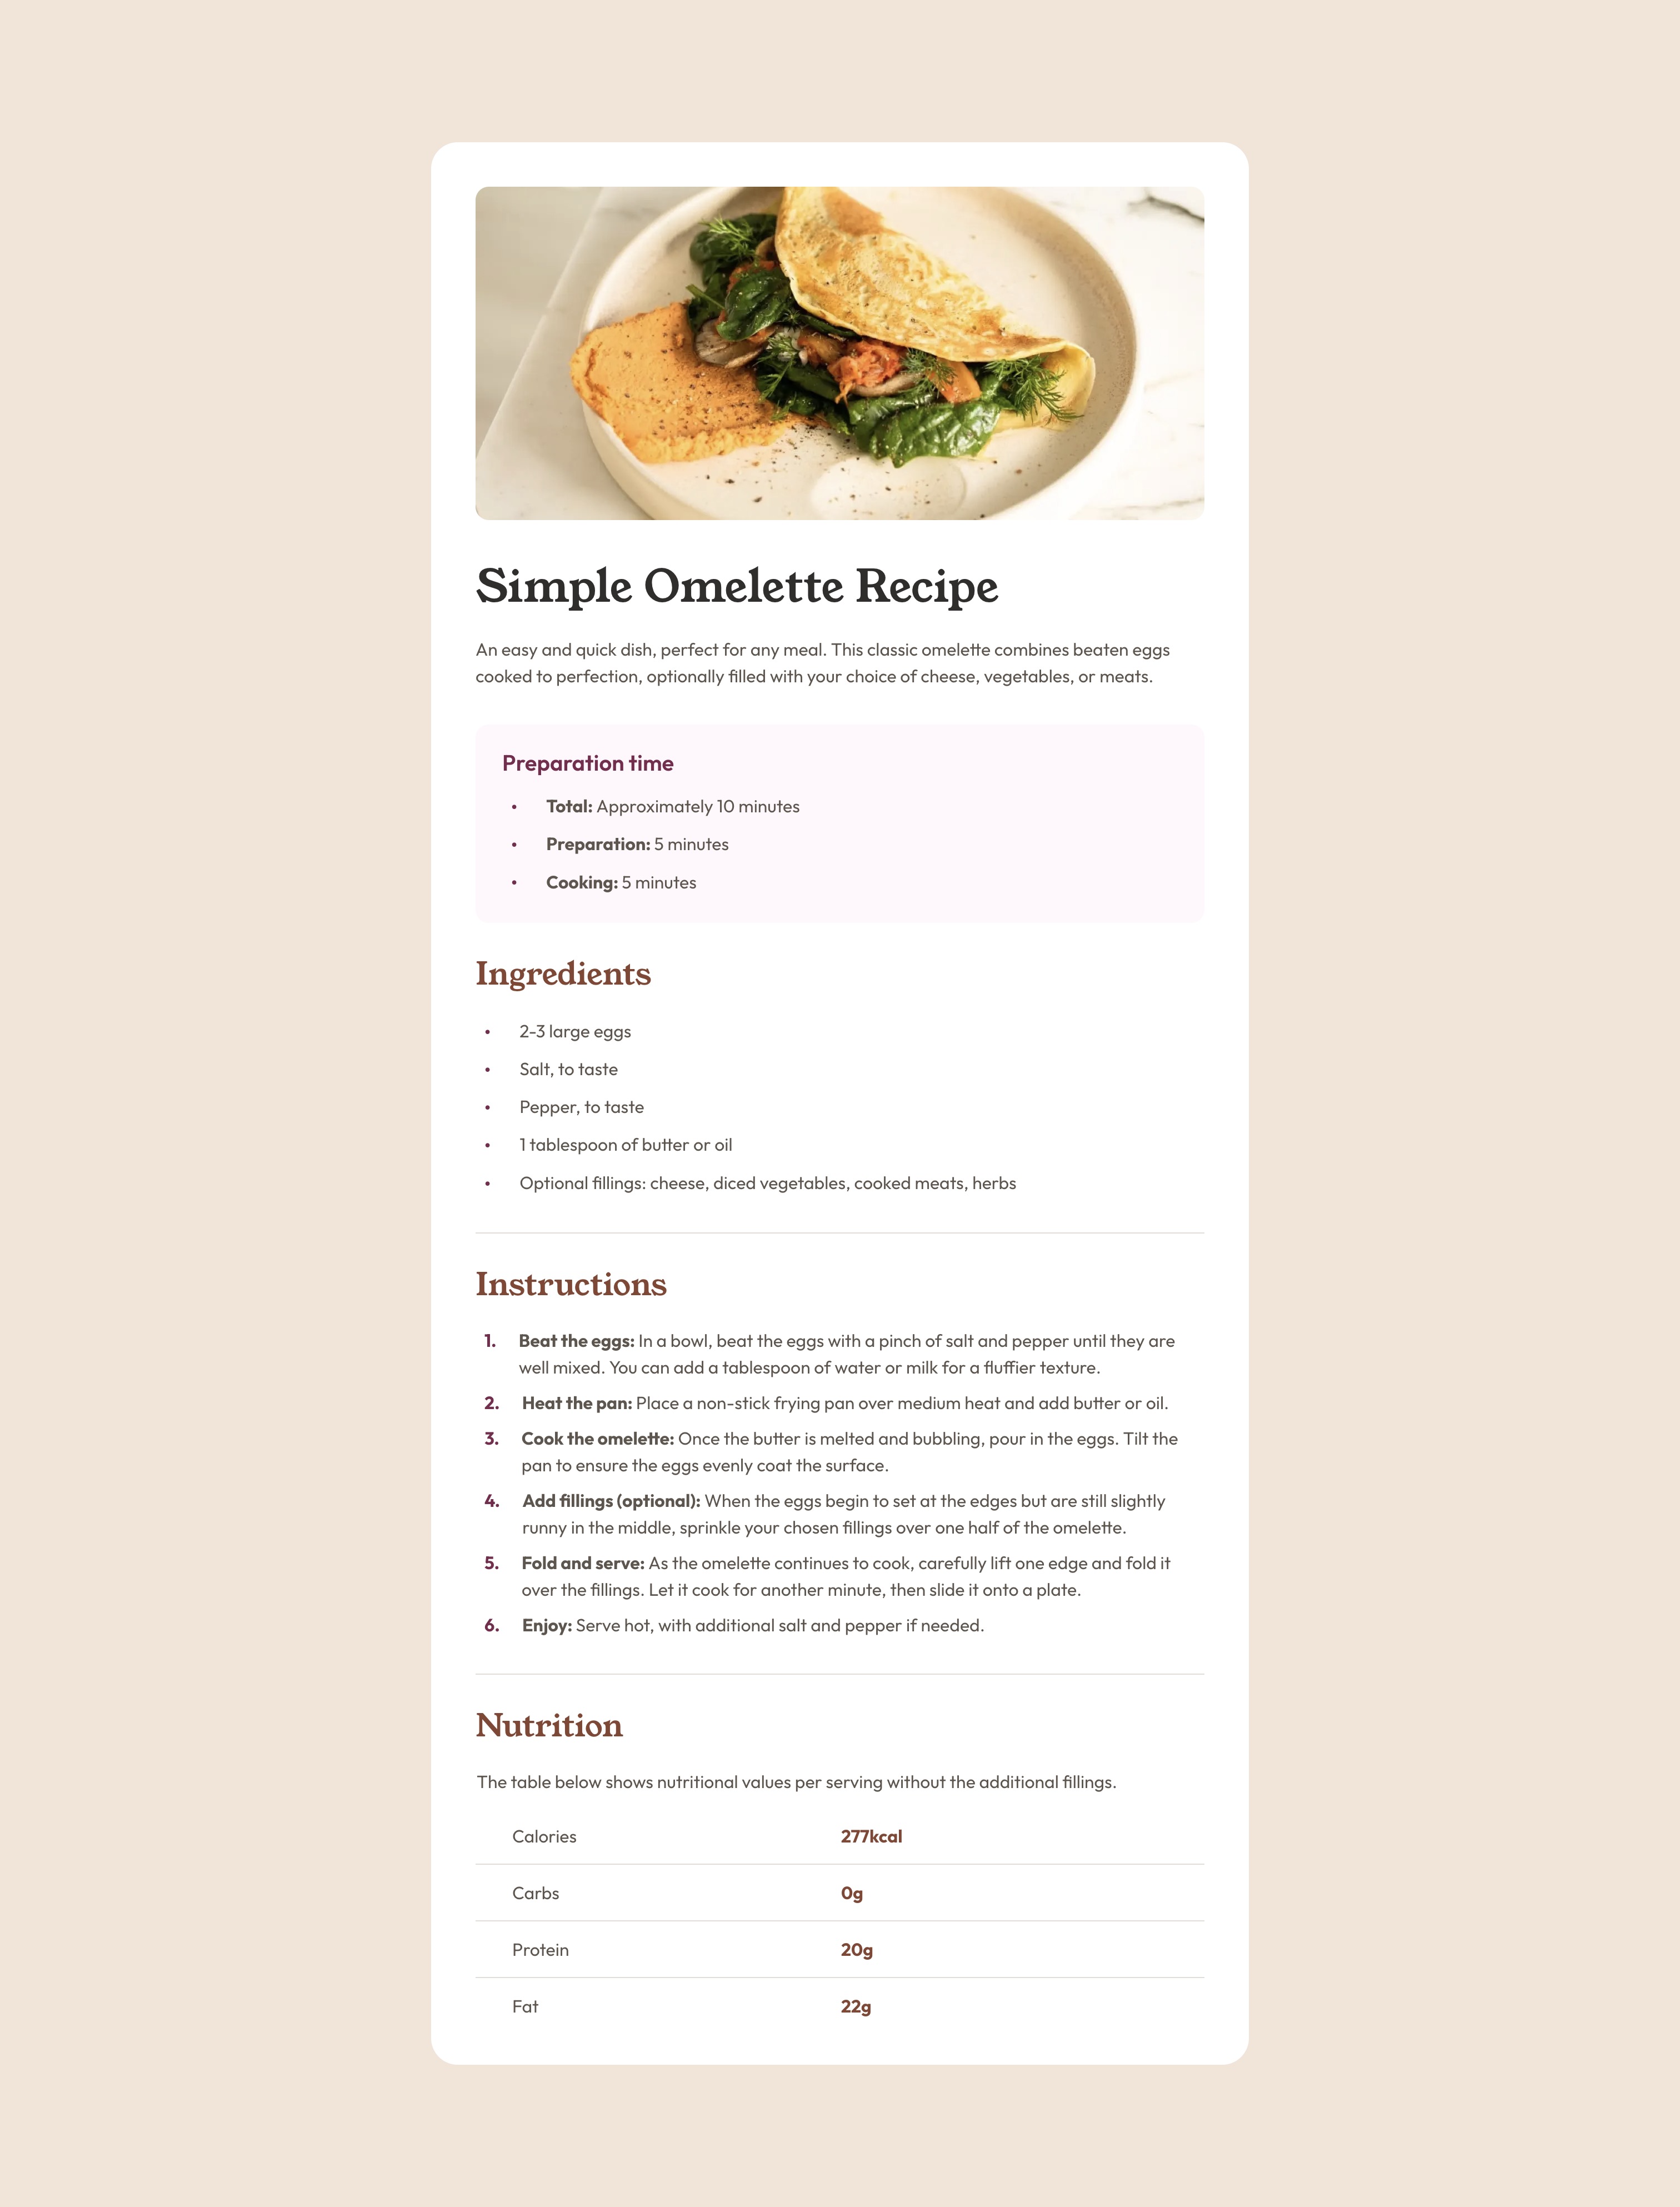 Simple Omelette Recipe
An easy and quick dish, perfect for any meal. This classic omelette combines beaten eggs
cooked to perfection, optionally filled with your choice of cheese, vegetables, or meats.
Preparation time
• Total: Approximately 10 minutes
• Preparation: 5 minutes
• Cooking: 5 minutes
Ingredients
• 2-3 large eggs
• Salt, to taste
• Pepper, to taste
• 1 tablespoon of butter or oil
• Optional fillings: cheese, diced vegetables, cooked meats, herbs
Instructions
1. Beat the eggs: In a bowl, beat the eggs with a pinch of salt and pepper until they are
well mixed. You can add a tablespoon of water or milk for a fluffier texture.
2. Heat the pan: Place a non-stick frying pan over medium heat and add butter or oil.
3. Cook the omelette: Once the butter is melted and bubbling, pour in the eggs. Tilt the
pan to ensure the eggs evenly coat the surface.
4. Add fillings (optional): When the eggs begin to set at the edges but are still slightly
runny in the middle, sprinkle your chosen fillings over one half of the omelette.
5. Fold and serve: As the omelette continues to cook, carefully lift one edge and fold it
over the fillings. Let it cook for another minute, then slide it onto a plate.
6. Enjoy: Serve hot, with additional salt and pepper if needed.
Nutrition
The table below shows nutritional values per serving without the additional fillings.
Calories 277kcal
Carbs 0g
Protein 20g
Fat 22g